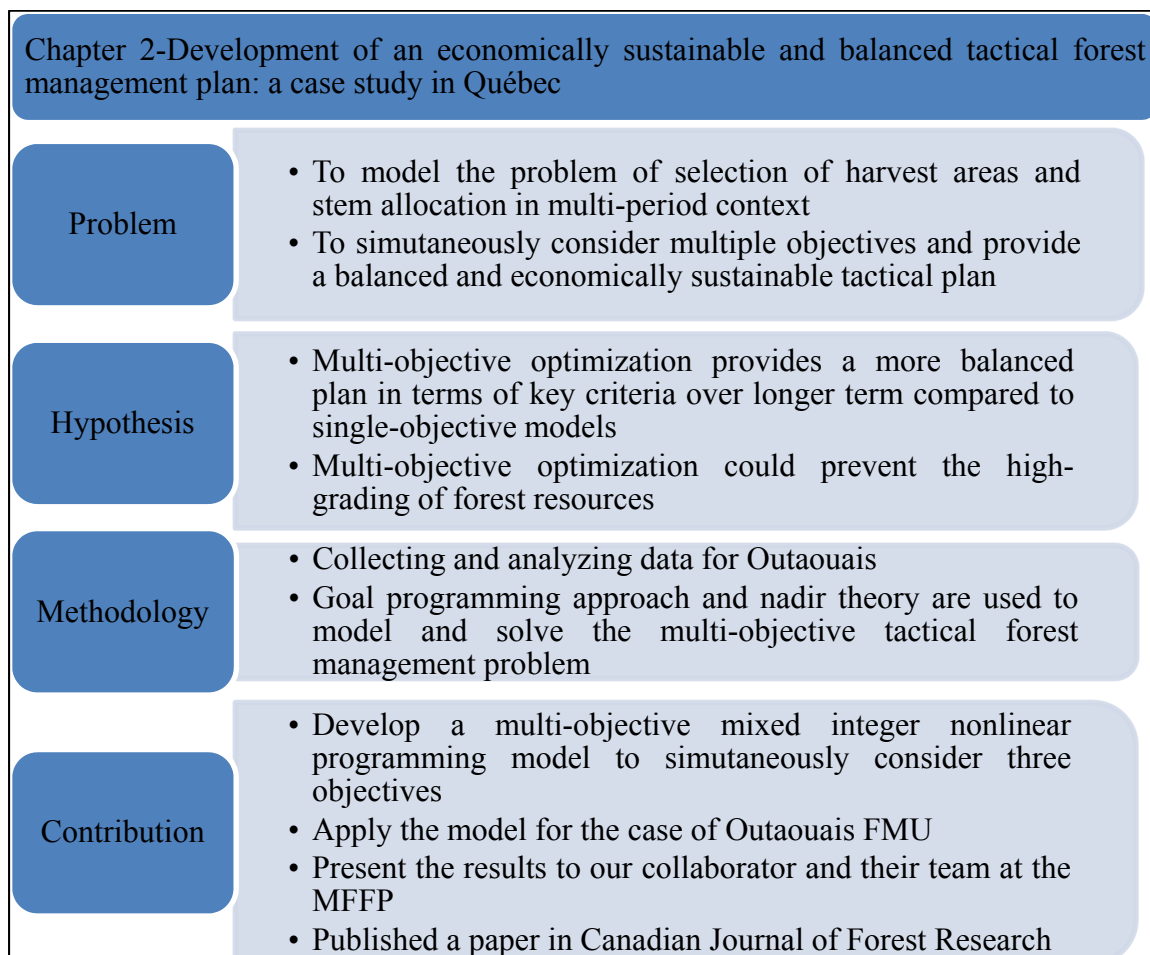 Chapter 2-Development of an economically sustainable and balanced tactical forest
management plan: a case study in Québec
Problem
• To model the problem of selection of harvest areas and
stem allocation in multi-period context
• To simutaneously consider multiple objectives and provide
a balanced and economically sustainable tactical plan
Hypothesis
• Multi-objective optimization provides a more balanced
plan in terms of key criteria over longer term compared to
single-objective models
• Multi-objective optimization could prevent the high-
grading of forest resources
Methodology
• Collecting and analyzing data for Outaouais
• Goal programming approach and nadir theory are used to
model and solve the multi-objective tactical forest
management problem
Contribution
• Develop a multi-objective mixed integer nonlinear
programming model to simutaneously consider three
objectives
• Apply the model for the case of Outaouais FMU
• Present the results to our collaborator and their team at the
MFFP
• Published a paper in Canadian Journal of Forest Research